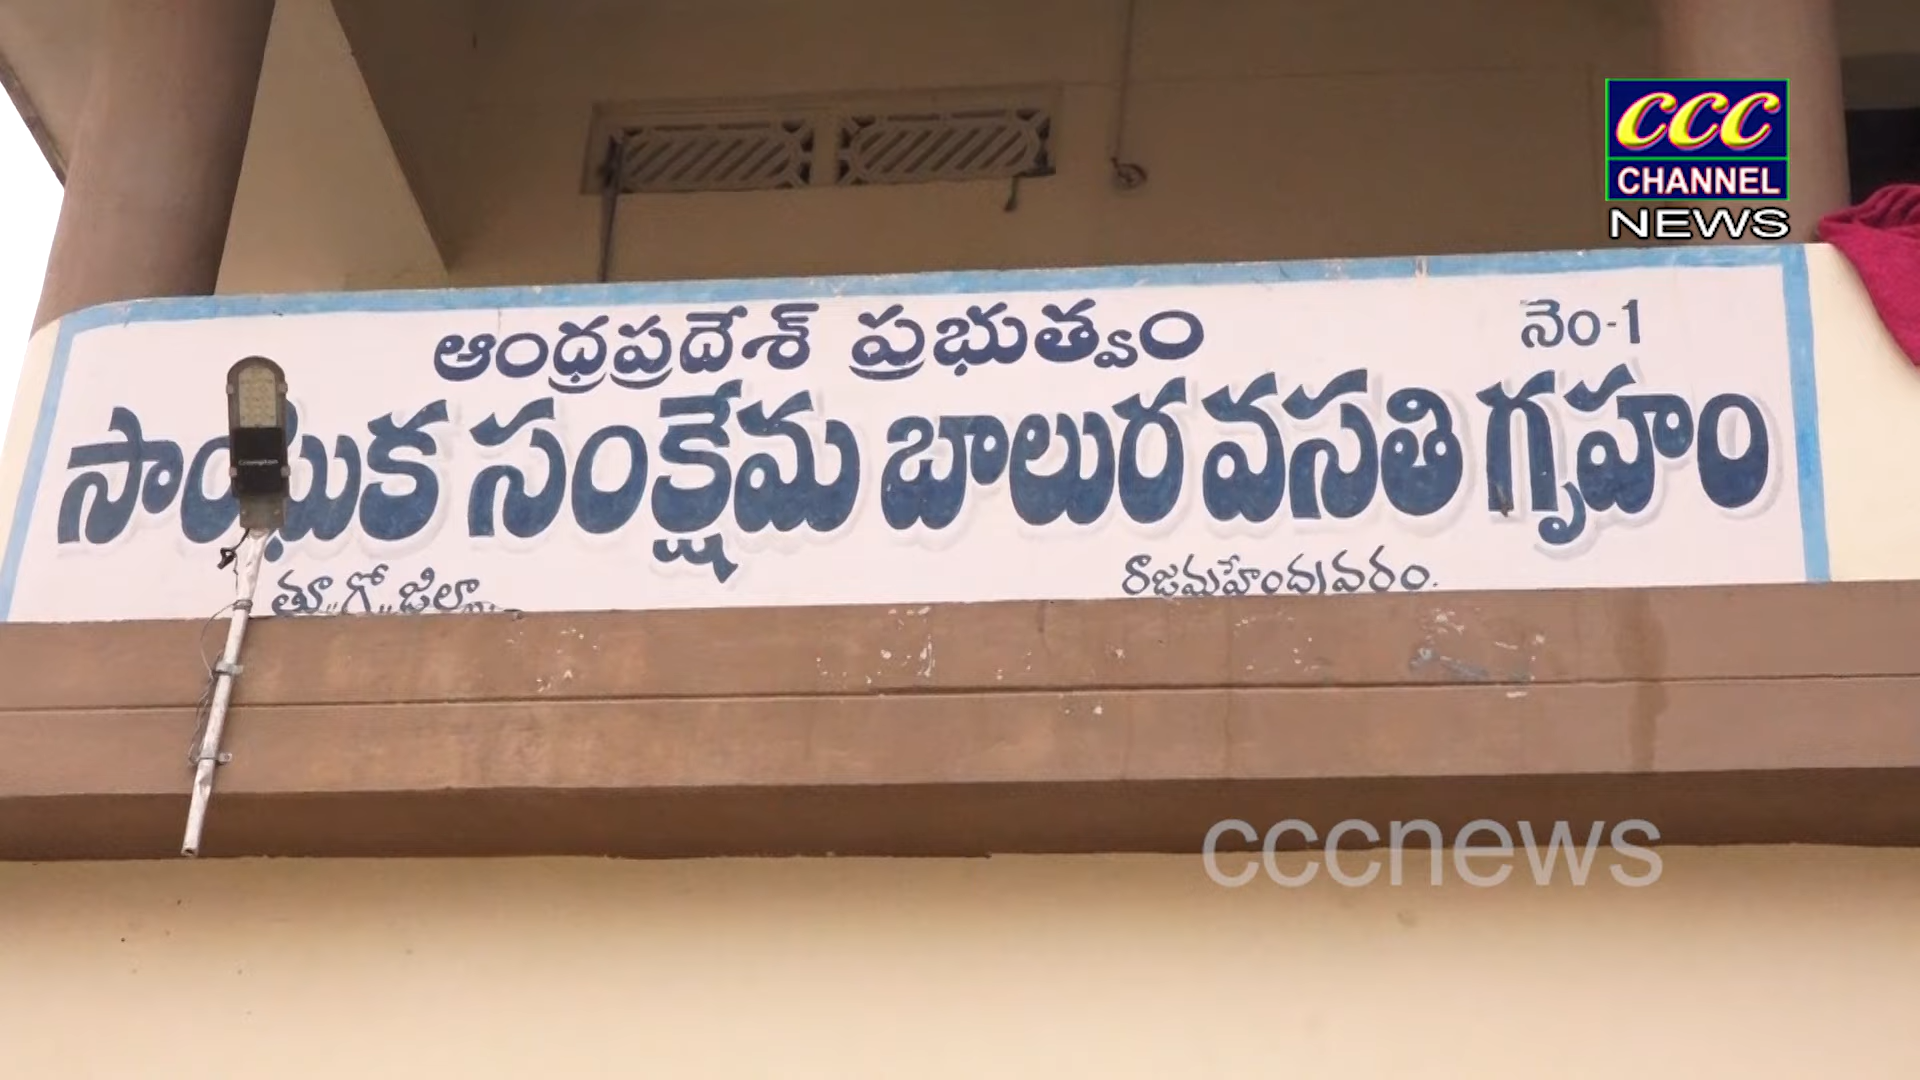 CCC
CHANNEL
NEWS
ఆంధ్రప్రదేశ్ ప్రభుత్వం
నెం-1
సాంఘిక సంక్షేమ బాలుర వసతి గృహం
తూ,, గో,, జిల్లా..
రాజమహేంద్రవరం.
cccnews